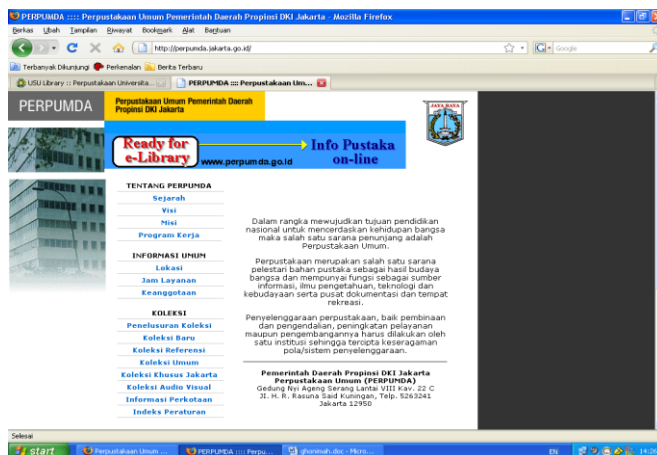 PERPUMDA :::: Perpustakaan Umum Pemerintah Daerah Propinsi DKI Jakarta - Mozilla Firefox
Berkas Ubah Tampilan Riwayat Bookmark Alat Bantuan
http://perpumda.jakarta.go.id/
Google
Terbanyak Dikunjungi Perkenalan Berita Terbaru
USU Library :: Perpustakaan Universita...
PERPUMDA :::: Perpustakaan Um...
PERPUMDA
Perpustakaan Umum Pemerintah Daerah
Propinsi DKI Jakarta
JAYA RAYA
Ready for
e-Library
www.perpumda.go.id
Info Pustaka
on-line
TENTANG PERPUMDA
Sejarah
Visi
Misi
Program Kerja
INFORMASI UMUM
Lokasi
Jam Layanan
Keanggotaan
KOLEKSI
Penelusuran Koleksi
Koleksi Baru
Koleksi Referensi
Koleksi Umum
Koleksi Khusus Jakarta
Koleksi Audio Visual
Informasi Perkotaan
Indeks Peraturan
Dalam rangka mewujudkan tujuan pendidikan
nasional untuk mencerdaskan kehidupan bangsa
maka salah satu sarana penunjang adalah
Perpustakaan Umum.
Perpustakaan merupakan salah satu sarana
pelestari bahan pustaka sebagai hasil budaya
bangsa dan mempunyai fungsi sebagai sumber
informasi, ilmu pengetahuan, teknologi dan
kebudayaan serta pusat dokumentasi dan tempat
rekreasi.
Penyelenggaraan perpustakaan, baik pembinaan
dan pengendalian, peningkatan pelayanan
maupun pengembangannya harus dilakukan oleh
satu institusi sehingga tercipta keseragaman
pola/sistem penyelenggaraan.
Pemerintah Daerah Propinsi DKI Jakarta
Perpustakaan Umum (PERPUMDA)
Gedung Nyi Ageng Serang Lantai VIII Kav. 22 C
Jl. H. R. Rasuna Said Kuningan, Telp. 5263241
Jakarta 12950
Selesai
start
Perpustakaan Umum ...
PERPUMDA :::: Perpu...
ghonimah.doc - Micro...
EN
14:26